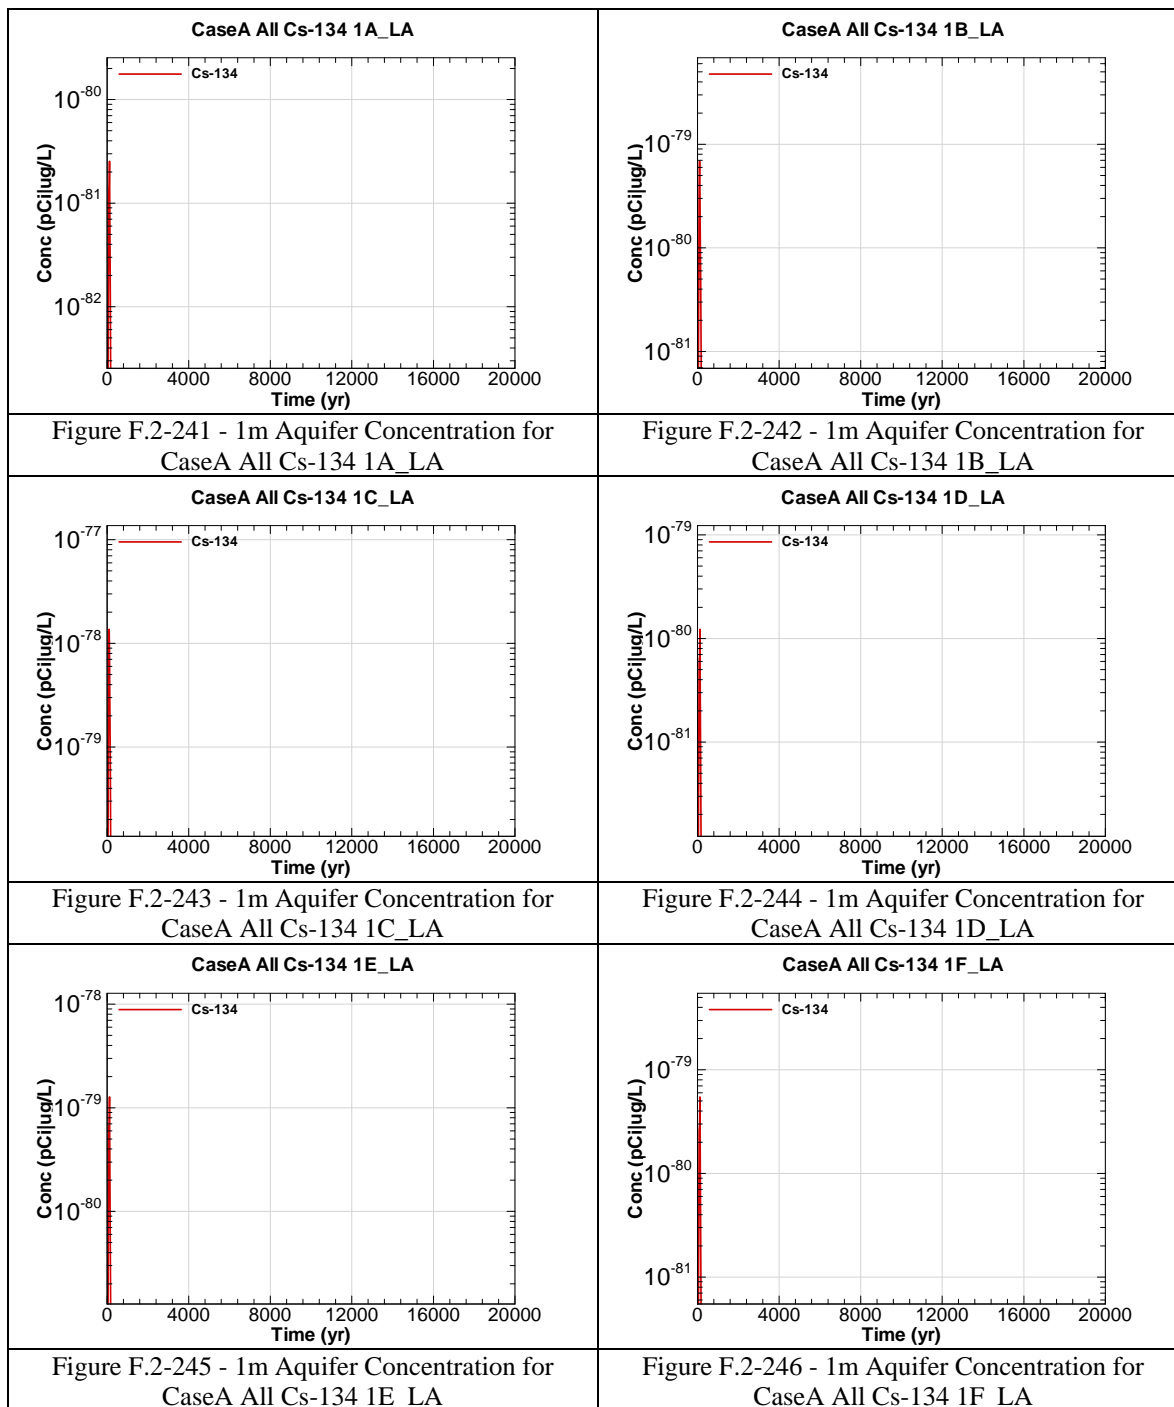 CaseA All Cs-134 1A_LA
Cs-134
10-80
10-81
10-82
Conc (pCi|ug/L)
0 4000 8000 12000 16000 20000
Time (yr)
Figure F.2-241 - 1m Aquifer Concentration for
CaseA All Cs-134 1A_LA
CaseA All Cs-134 1B_LA
Cs-134
10-79
10-80
10-81
Conc (pCi|ug/L)
0 4000 8000 12000 16000 20000
Time (yr)
Figure F.2-242 - 1m Aquifer Concentration for
CaseA All Cs-134 1B_LA
CaseA All Cs-134 1C_LA
Cs-134
10-77
10-78
10-79
Conc (pCi|ug/L)
0 4000 8000 12000 16000 20000
Time (yr)
Figure F.2-243 - 1m Aquifer Concentration for
CaseA All Cs-134 1C_LA
CaseA All Cs-134 1D_LA
Cs-134
10-79
10-80
10-81
Conc (pCi|ug/L)
0 4000 8000 12000 16000 20000
Time (yr)
Figure F.2-244 - 1m Aquifer Concentration for
CaseA All Cs-134 1D_LA
CaseA All Cs-134 1E_LA
Cs-134
10-78
10-79
10-80
Conc (pCi|ug/L)
0 4000 8000 12000 16000 20000
Time (yr)
Figure F.2-245 - 1m Aquifer Concentration for
CaseA All Cs-134 1E_LA
CaseA All Cs-134 1F_LA
Cs-134
10-79
10-80
10-81
Conc (pCi|ug/L)
0 4000 8000 12000 16000 20000
Time (yr)
Figure F.2-246 - 1m Aquifer Concentration for
CaseA All Cs-134 1F_LA